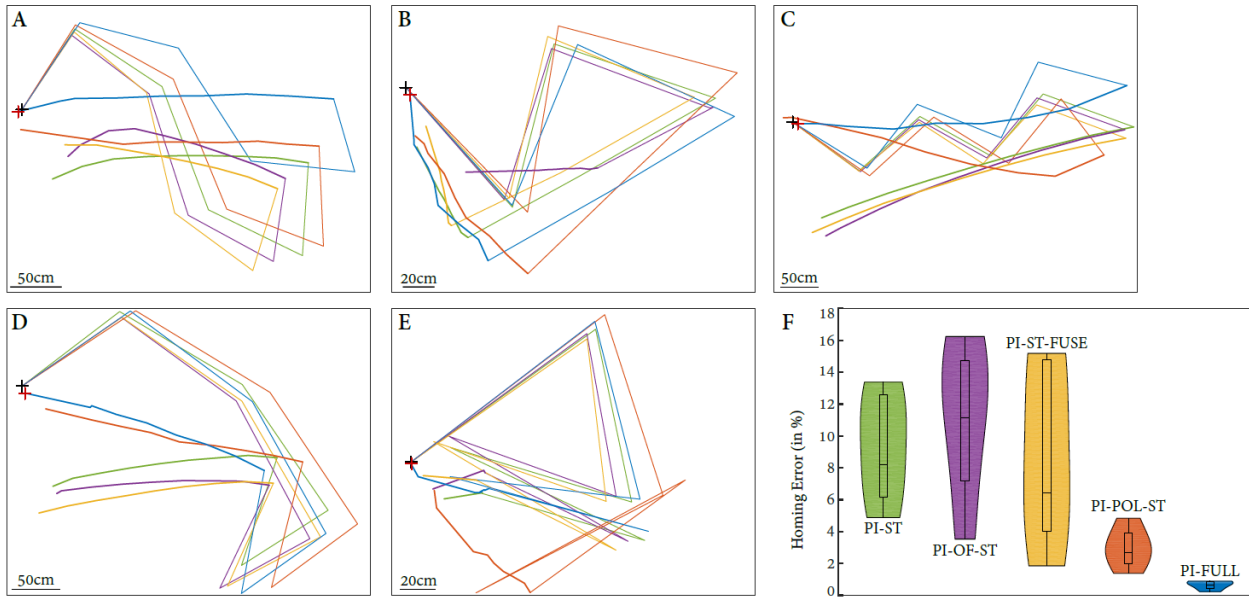 A
50cm
B
20cm
C
50cm
D
50cm
E
20cm
F
Homing Error (in %)
18
16
14
12
10
8
6
4
2
0
PI-ST
PI-OF-ST
PI-ST-FUSE
PI-POL-ST
PI-FULL